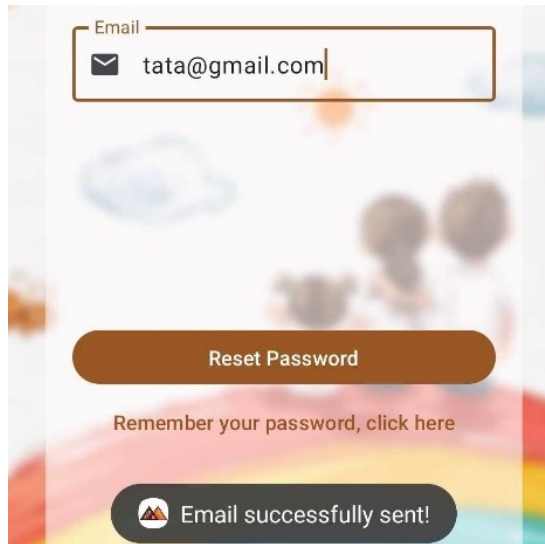 Email
tata@gmail.com
Reset Password
Remember your password, click here
Email successfully sent!